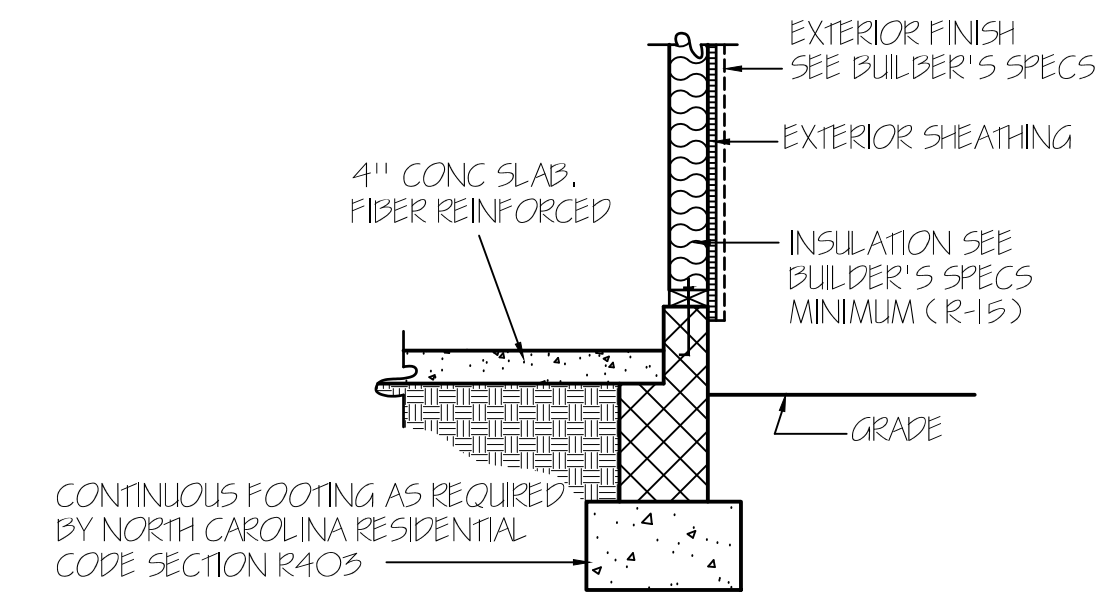 EXTERIOR FINISH
SEE BUILBER'S SPECS
EXTERIOR SHEATHING
4" CONC SLAB.
FIBER REINFORCED
INSULATION SEE
BUILDER'S SPECS
MINIMUM (R-15)
GRADE
CONTINUOUS FOOTING AS REQUIRED
BY NORTH CAROLINA RESIDENTIAL
CODE SECTION R403